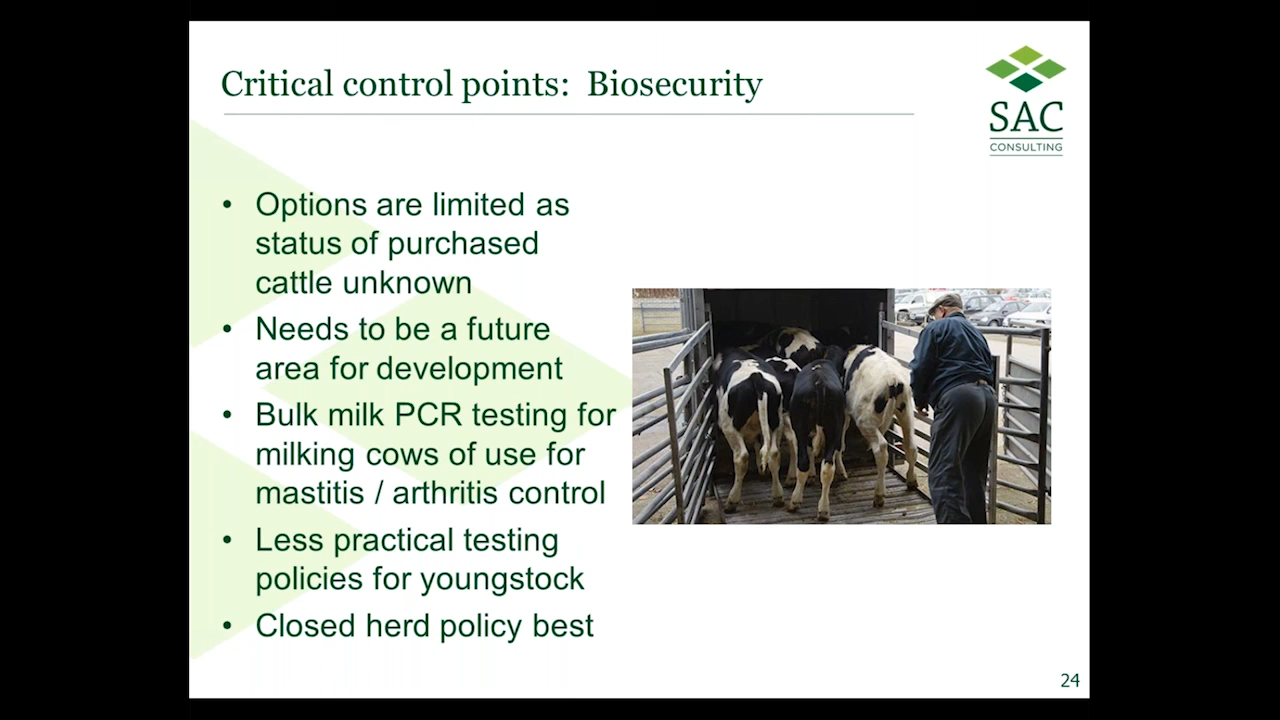 Critical control points: Biosecurity
SAC
CONSULTING
• Options are limited as
status of purchased
cattle unknown
• Needs to be a future
area for development
• Bulk milk PCR testing for
milking cows of use for
mastitis / arthritis control
• Less practical testing
policies for youngstock
• Closed herd policy best
24